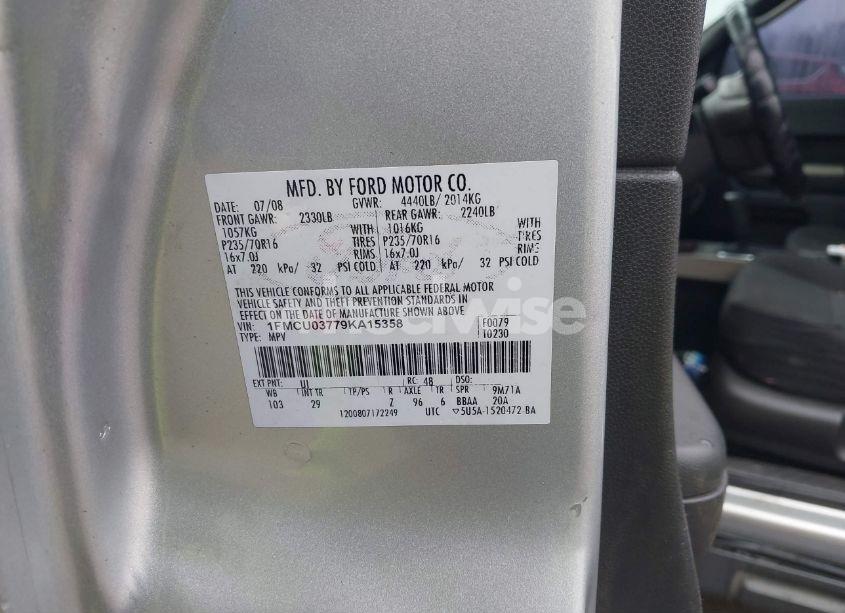 MFD. BY FORD MOTOR CO.
DATE: 07/08 GVWR: 4440LB/ 2014KG
FRONT GAWR: 2330LB REAR GAWR: 2240LB
1057KG WITH 1016KG WITH
P235/70R16 TIRES P235/70R16 TIRES
16x7.0J RIMS 16x7.0J RIMS
AT 220 kPa/ 32 PSI COLD AT 220 kPa/ 32 PSI COLD
THIS VEHICLE CONFORMS TO ALL APPLICABLE FEDERAL MOTOR
VEHICLE SAFETY AND THEFT PREVENTION STANDARDS IN
EFFECT ON THE DATE OF MANUFACTURE SHOWN ABOVE.
VIN: 1FMCU03779KA15358 F0079
TYPE: MPV T0230
EXT PNT: UI RC: 48 DSO:
WB INT TR TP/PS R AXLE TR SPR 9M71A
103 29 Z 96 6 BBAA 20A
1200807172249 UTC ▽5U5A-1520472-BA